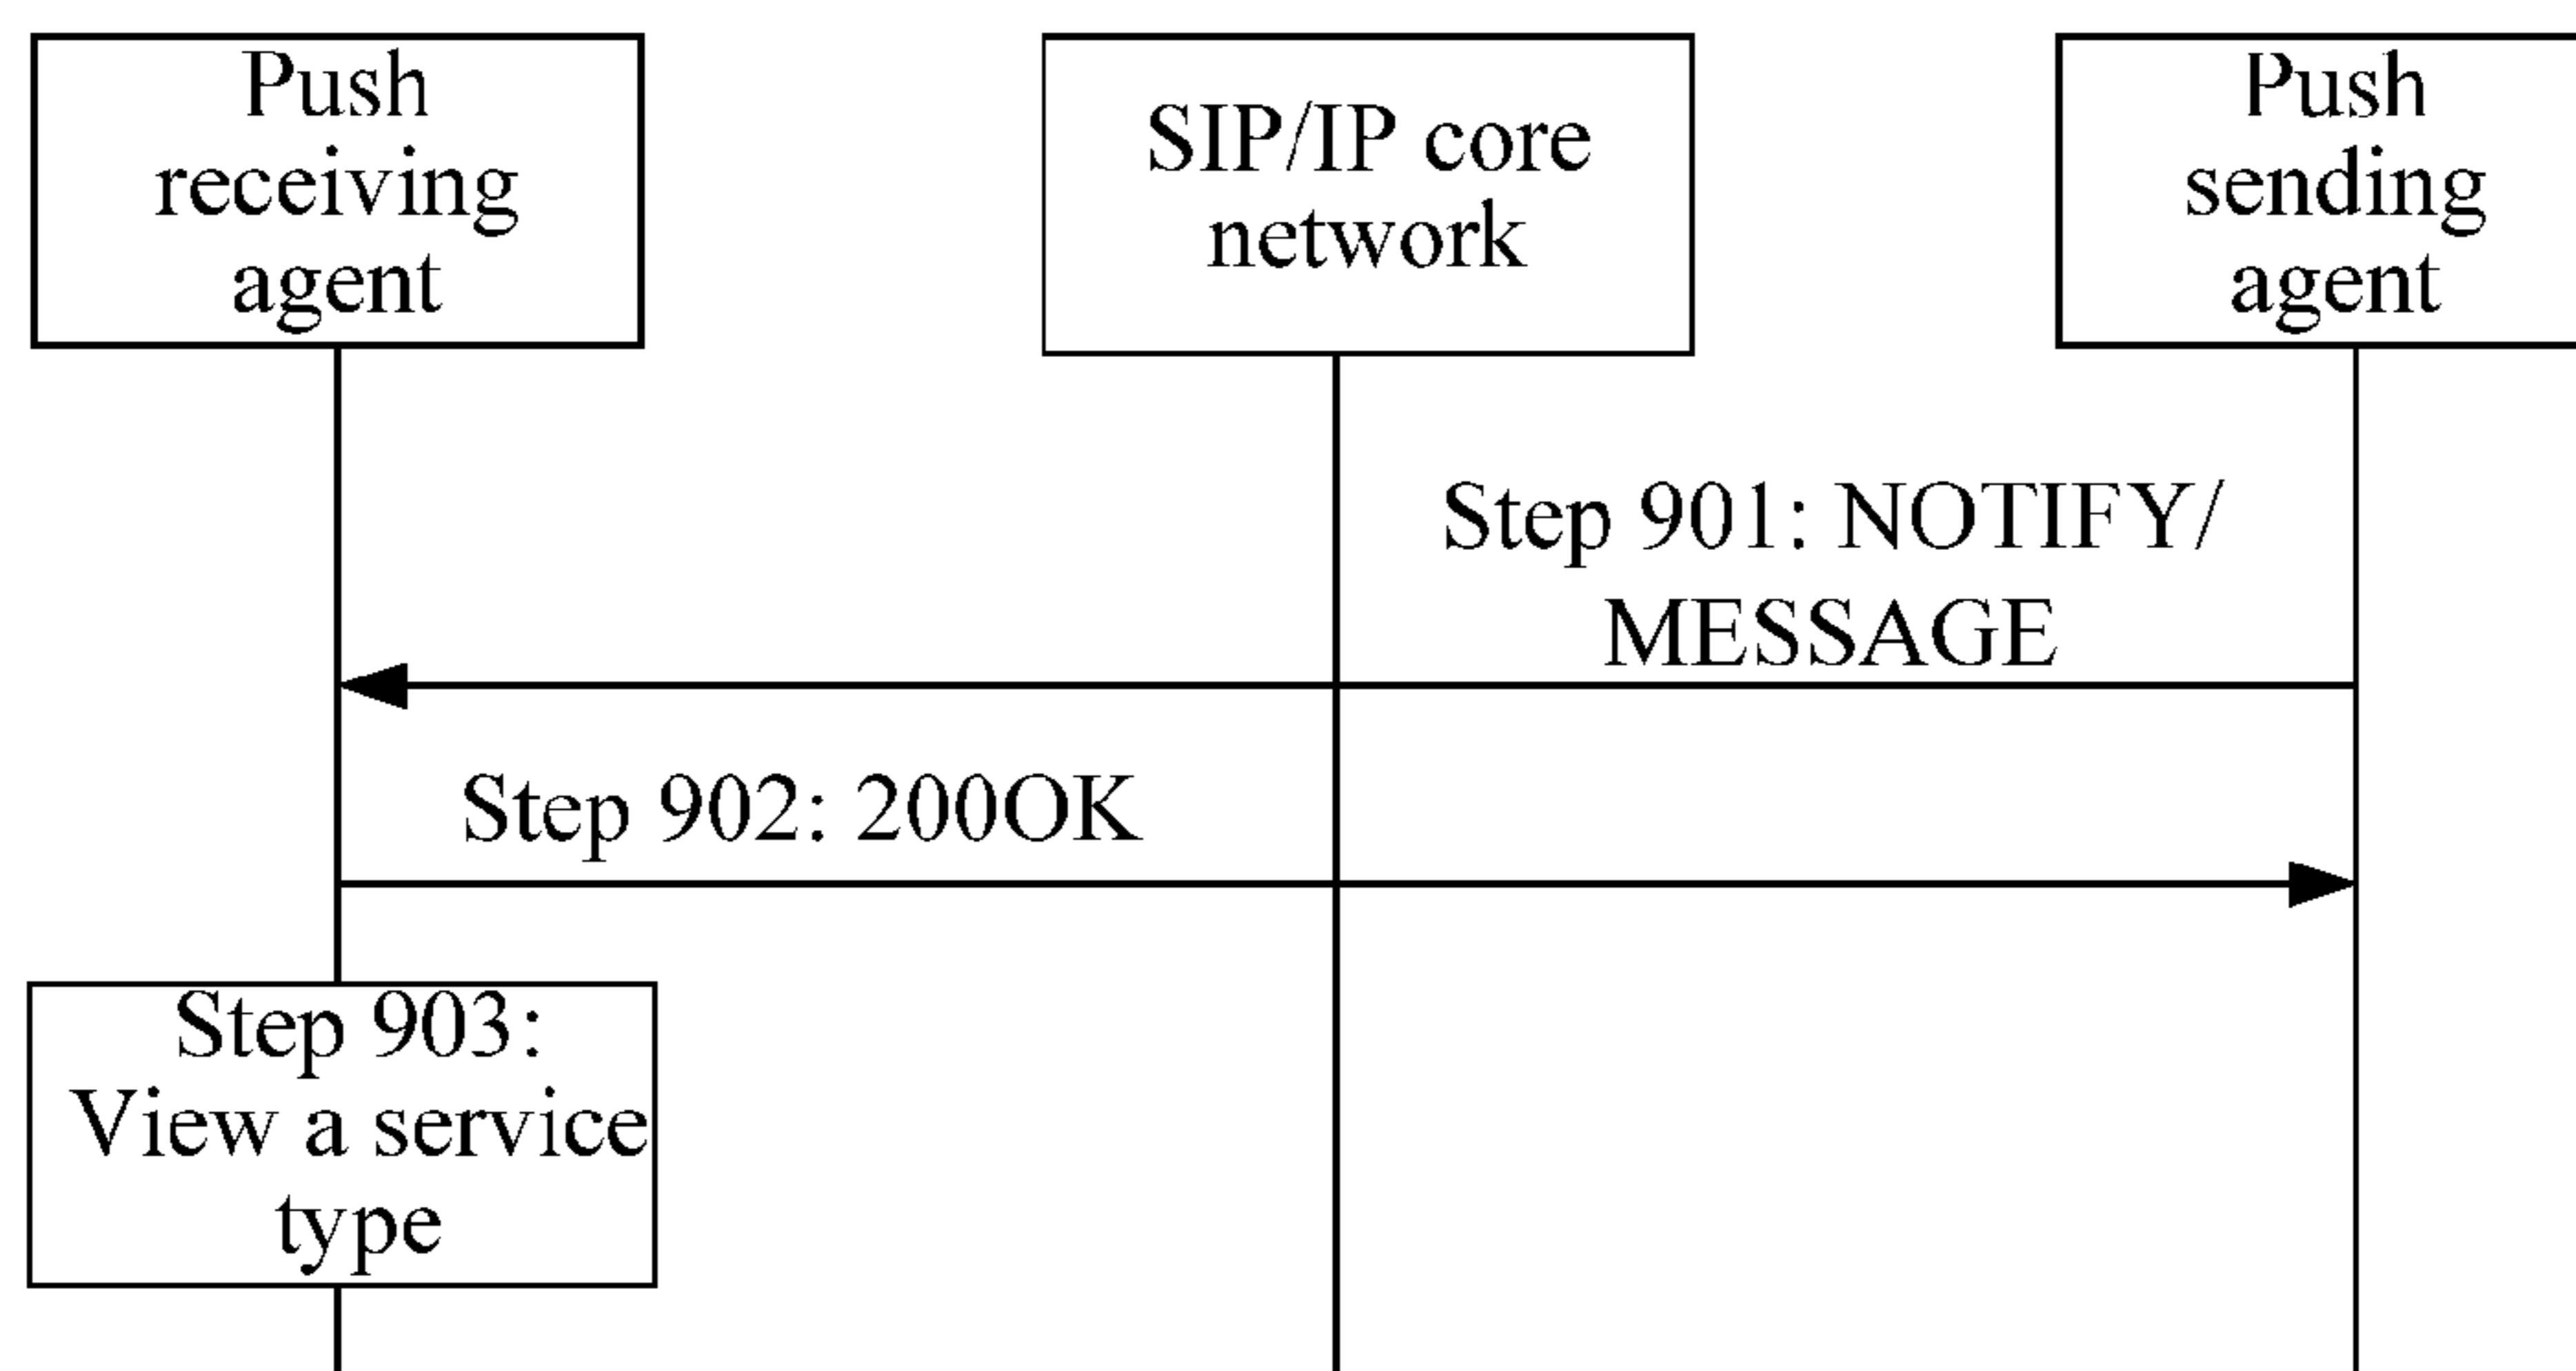 Push
receiving
agent
SIP/IP core
network
Push
sending
agent
Step 901: NOTIFY/
MESSAGE
Step 902: 200OK
Step 903:
View a service
type